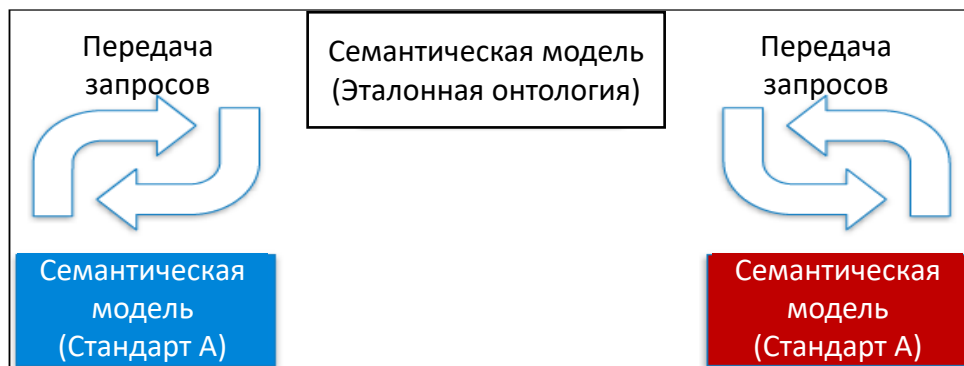 Передача
запросов
Семантическая модель
(Эталонная онтология)
Передача
запросов
Семантическая
модель
(Стандарт А)
Семантическая
модель
(Стандарт А)